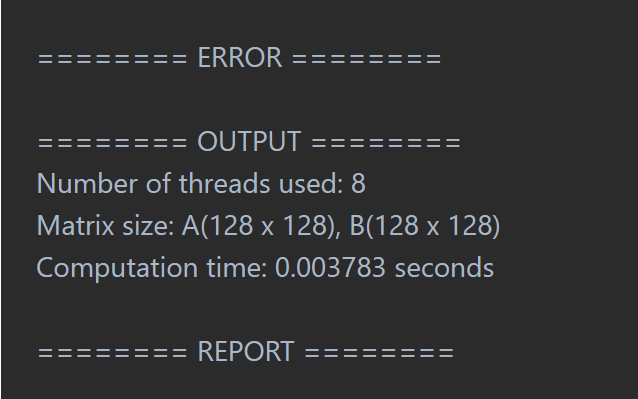 ======== ERROR ========
======== OUTPUT ========
Number of threads used: 8
Matrix size: A(128 x 128), B(128 x 128)
Computation time: 0.003783 seconds
======== REPORT ========